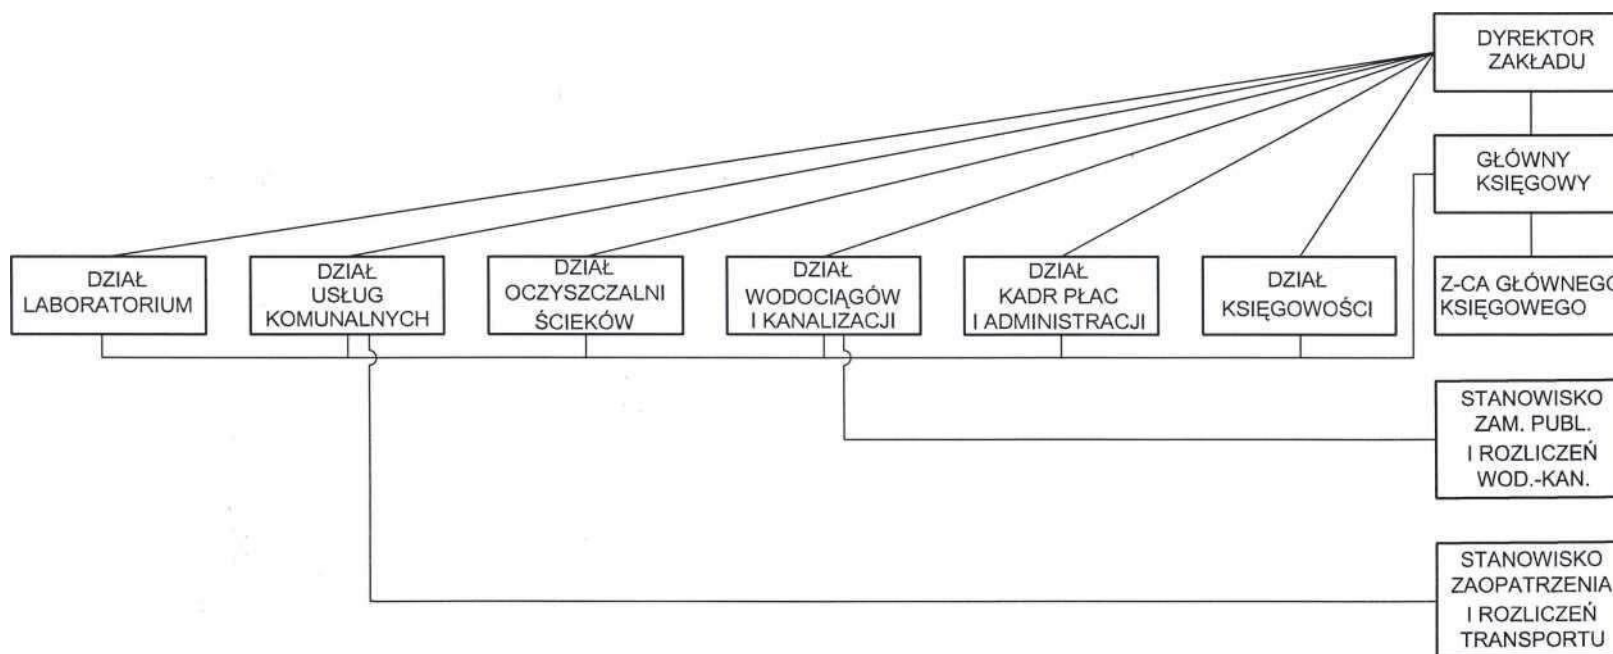 DYREKTOR
ZAKŁADU
GŁÓWNY
KSIĘGOWY
DZIAŁ
LABORATORIUM
DZIAŁ
USŁUG
KOMUNALNYCH
DZIAŁ
OCZYSZCZALNI
ŚCIEKÓW
DZIAŁ
WODOCIĄGÓW
I KANALIZACJI
DZIAŁ
KADR PŁAC
I ADMINISTRACJI
DZIAŁ
KSIĘGOWOŚCI
Z-CA GŁÓWNEGO
KSIĘGOWEGO
STANOWISKO
ZAM. PUBL.
I ROZLICZEŃ
WOD.-KAN.
STANOWISKO
ZAOPATRZENIA
I ROZLICZEŃ
TRANSPORTU